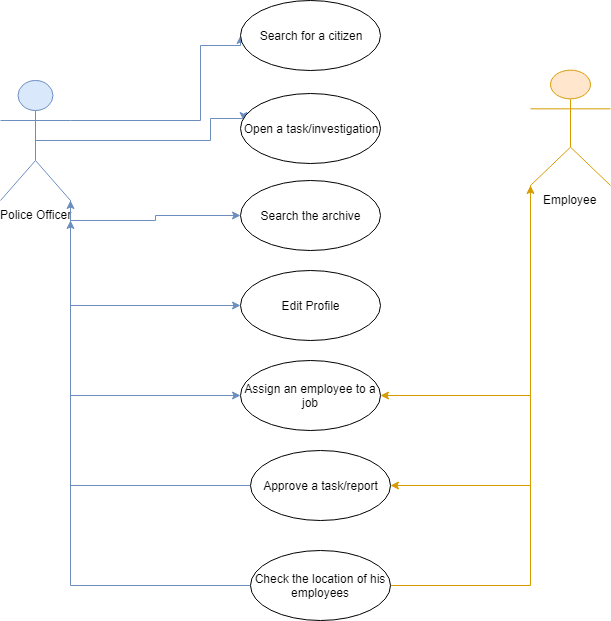 Search for a citizen
Open a task/investigation
Police Officer
Employee
Search the archive
Edit Profile
Assign an employee to a
job
Approve a task/report
Check the location of his
employees